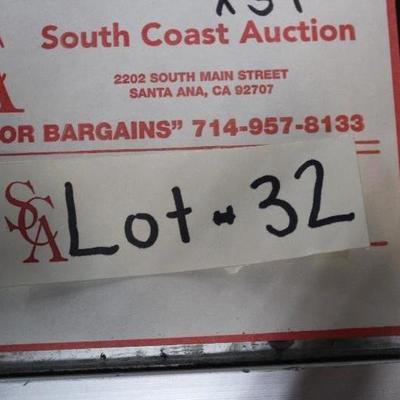 South Coast Auction
2202 SOUTH MAIN STREET
SANTA ANA, CA 92707
OR BARGAINS" 714-957-8133
SCA Lot # 32